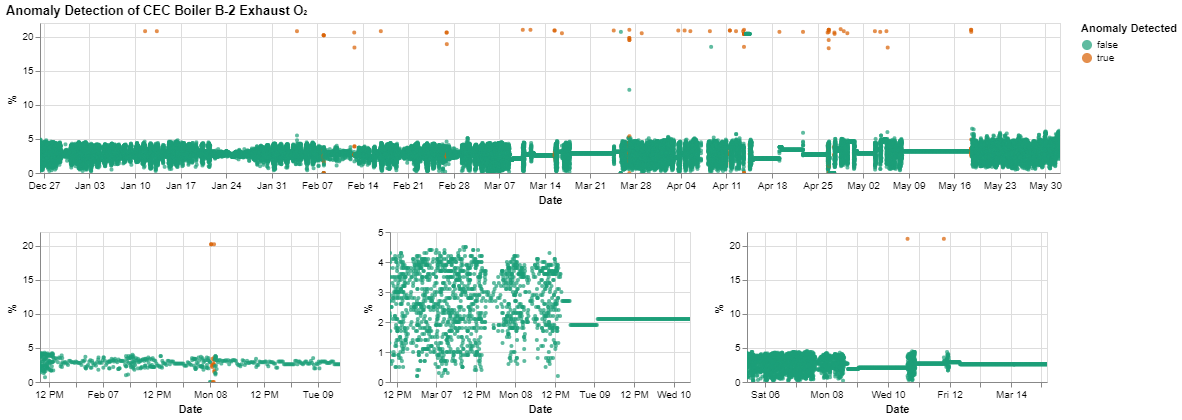 Anomaly Detection of CEC Boiler B-2 Exhaust O₂
Anomaly Detected
false
true
%
20
15
10
5
0
Dec 27 Jan 03 Jan 10 Jan 17 Jan 24 Jan 31 Feb 07 Feb 14 Feb 21 Feb 28 Mar 07 Mar 14 Mar 21 Mar 28 Apr 04 Apr 11 Apr 18 Apr 25 May 02 May 09 May 16 May 23 May 30
Date
%
20
15
10
5
0
12 PM Feb 07 12 PM Mon 08 12 PM Tue 09
Date
%
5
4
3
2
1
0
12 PM Mar 07 12 PM Mon 08 12 PM Tue 09 12 PM Wed 10
Date
%
20
15
10
5
0
Sat 06 Mon 08 Wed 10 Fri 12 Mar 14
Date